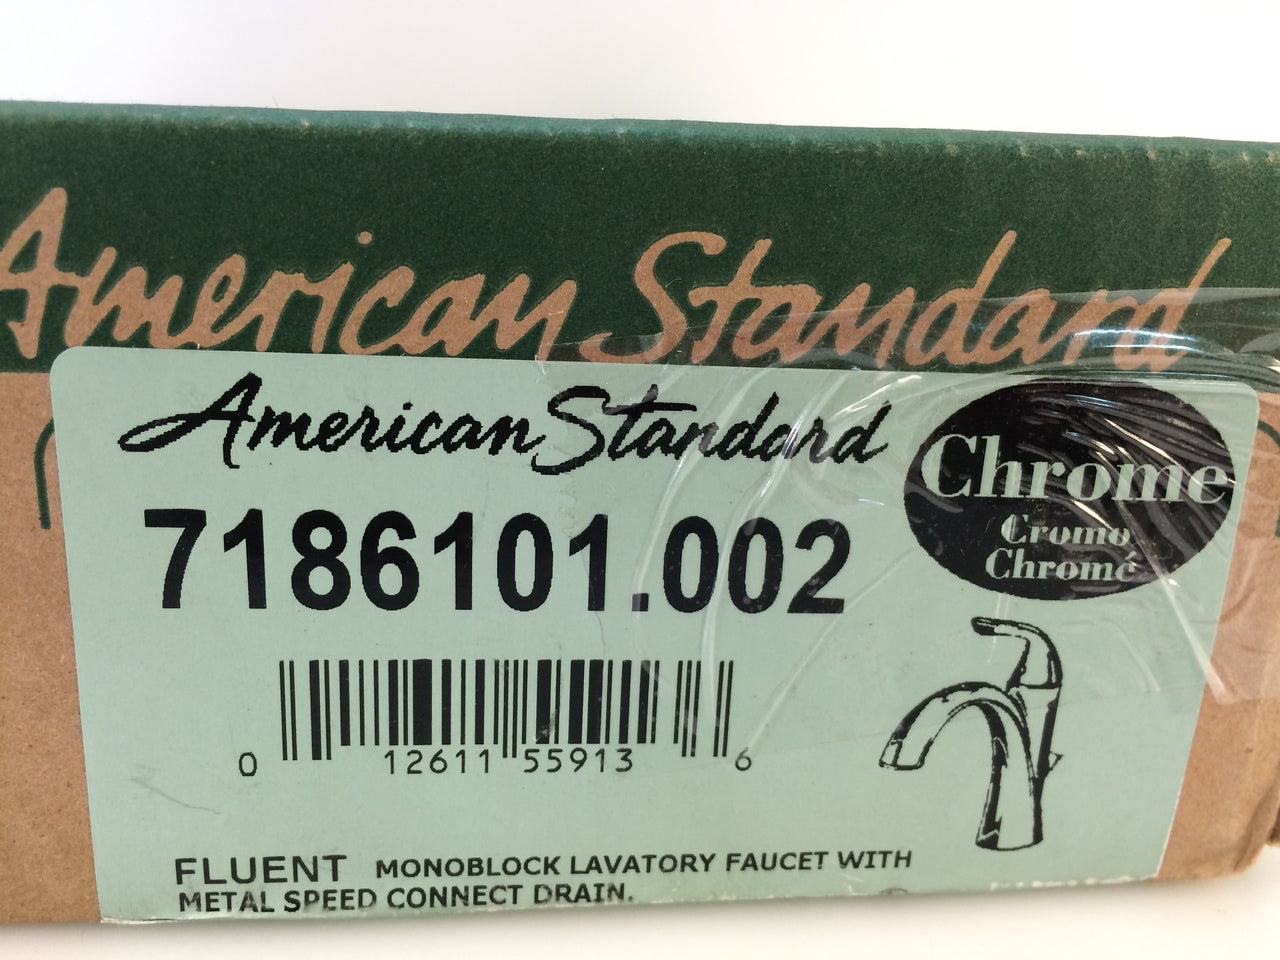 American Standard
American Standard
Chrome
Cromo
Chromé
7186101.002
0 12611 55913 6
FLUENT MONOBLOCK LAVATORY FAUCET WITH
METAL SPEED CONNECT DRAIN.